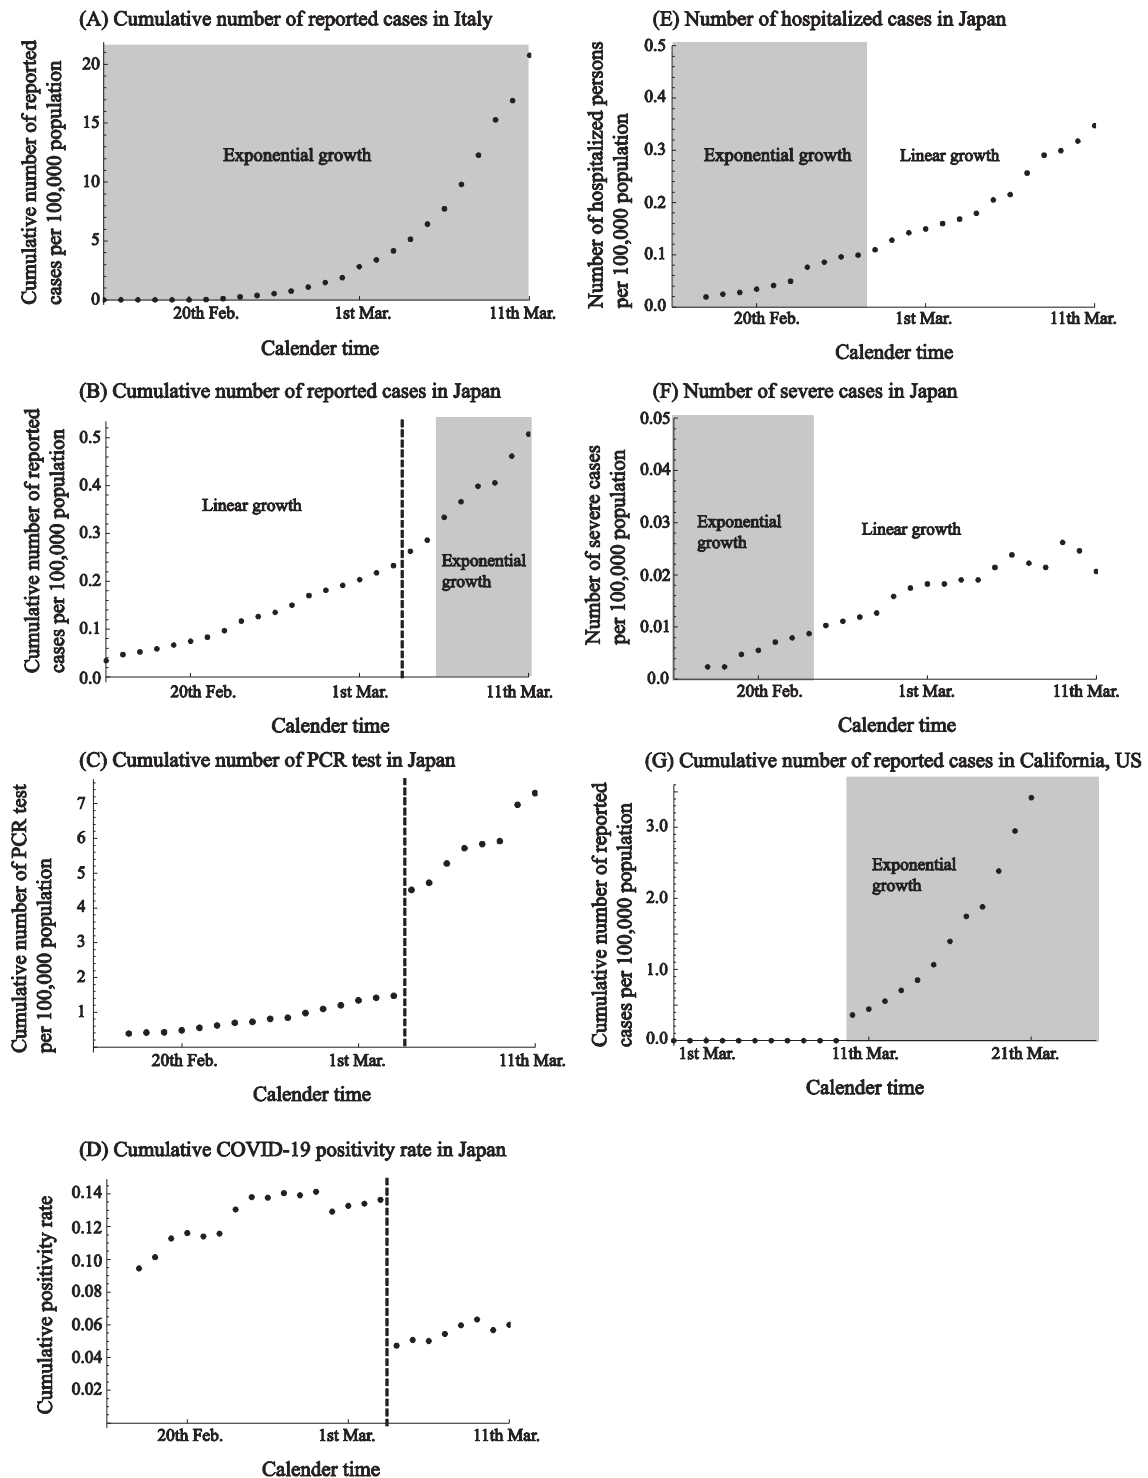 (A) Cumulative number of reported cases in Italy
Cumulative number of reported
cases per 100,000 population
20
15
10
5
0
Exponential growth
20th Feb.
1st Mar.
11th Mar.
Calender time
(B) Cumulative number of reported cases in Japan
Cumulative number of reported
cases per 100,000 population
0.5
0.4
0.3
0.2
0.1
0.0
Linear growth
Exponential
growth
20th Feb.
1st Mar.
11th Mar.
Calender time
(C) Cumulative number of PCR test in Japan
Cumulative number of PCR test
per 100,000 population
7
6
5
4
3
2
1
20th Feb.
1st Mar.
11th Mar.
Calender time
(D) Cumulative COVID-19 positivity rate in Japan
Cumulative positivity rate
0.14
0.12
0.10
0.08
0.06
0.04
0.02
20th Feb.
1st Mar.
11th Mar.
Calender time
(E) Number of hospitalized cases in Japan
Number of hospitalized persons
per 100,000 population
0.5
0.4
0.3
0.2
0.1
0.0
Exponential growth
Linear growth
20th Feb.
1st Mar.
11th Mar.
Calender time
(F) Number of severe cases in Japan
Number of severe cases
per 100,000 population
0.05
0.04
0.03
0.02
0.01
0.00
Exponential
growth
Linear growth
20th Feb.
1st Mar.
11th Mar.
Calender time
(G) Cumulative number of reported cases in California, US
Cumulative number of reported
cases per 100,000 population
3.0
2.0
1.0
0.0
Exponential
growth
1st Mar.
11th Mar.
21th Mar.
Calender time